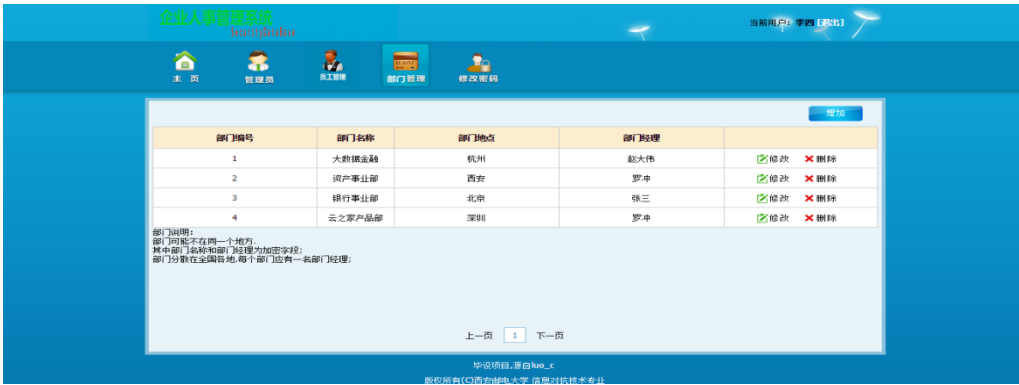 企业人事管理系统
当前用户: 李四 [退出]
主 页 管理员 员工管理 部门管理 修改密码
增加
部门编号 部门名称 部门地点 部门经理
1 大数据金融 杭州 赵大伟 修改 删除
2 资产事业部 西安 罗冲 修改 删除
3 银行事业部 北京 张三 修改 删除
4 云之家产品部 深圳 罗冲 修改 删除
部门说明:
部门可能不在同一个地方.
其中部门名称和部门经理为加密字段;
部门分散在全国各地,每个部门应有一名部门经理;
上一页 1 下一页
毕设项目,源自luo_c
版权所有(C)西安邮电大学 信息对抗技术专业